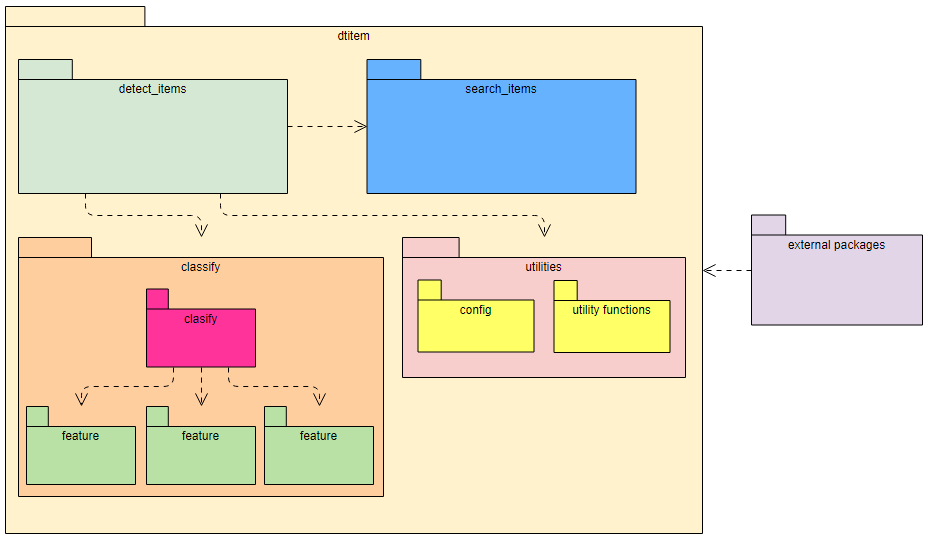 dtitem
detect_items
search_items
classify
utilities
external packages
clasify
config
utility functions
feature
feature
feature